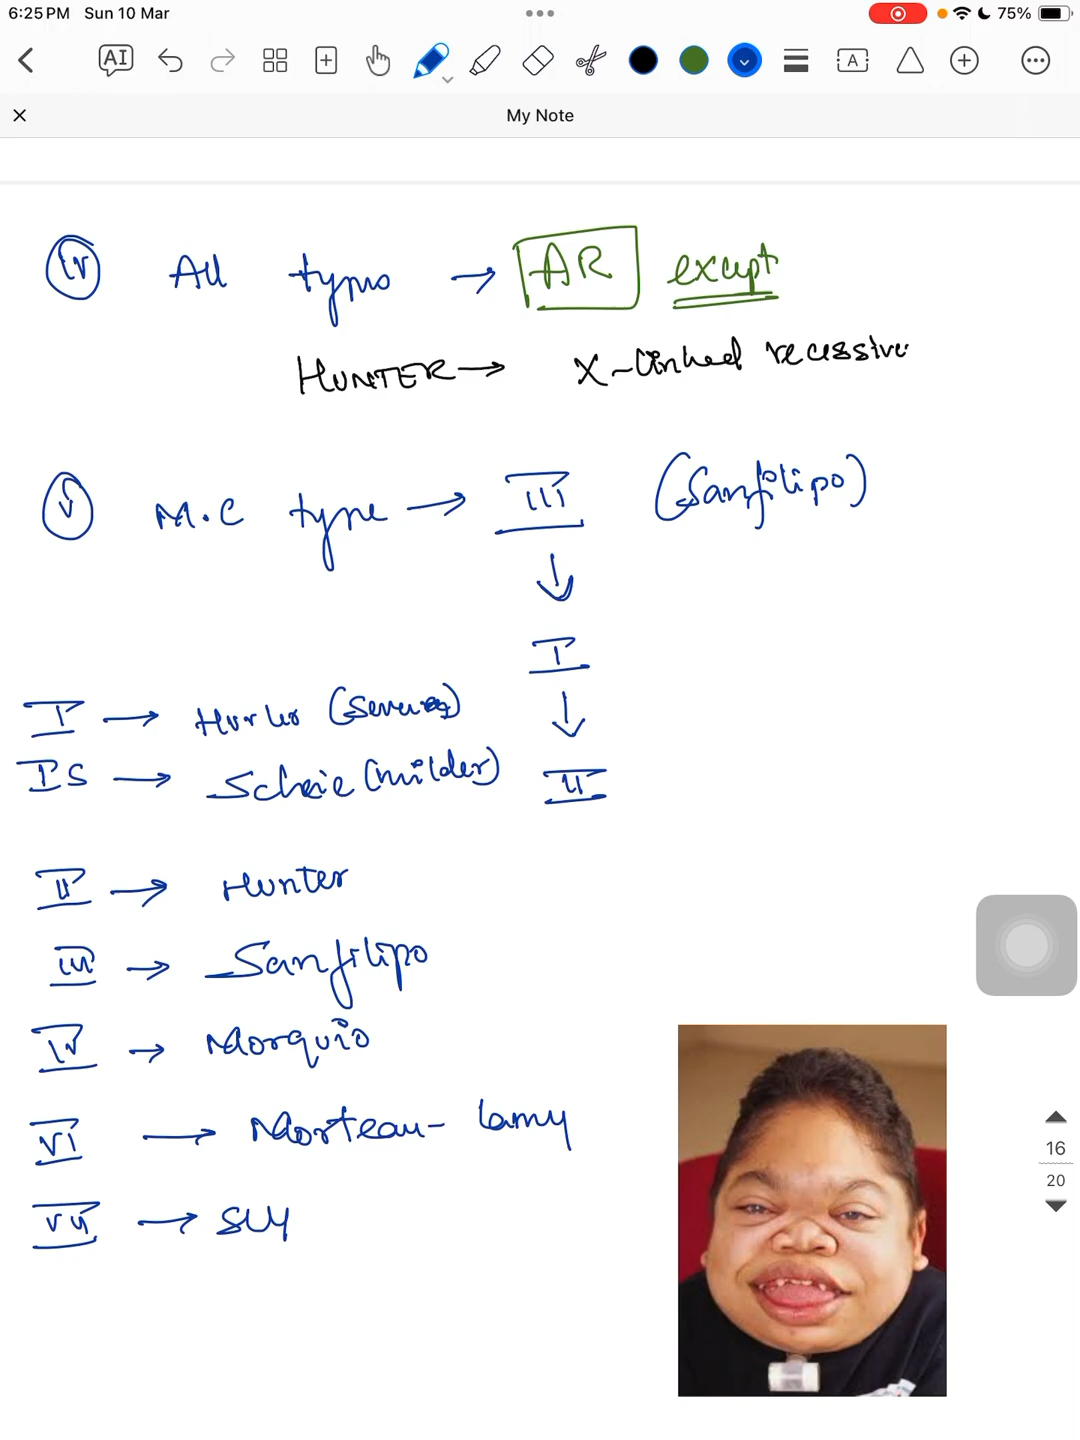 6:25 PM Sun 10 Mar 75%
AI A
My Note
iv All types → AR except
HUNTER → X-linked recessive
v M.C type → III (Sanfilipo)
↓
I
I → Hurler (severe) ↓
IS → Scheie (milder) II
II → Hunter
III → Sanfilipo
IV → Morquio
VI → Morteau-lamy
16
VII → SLY
20